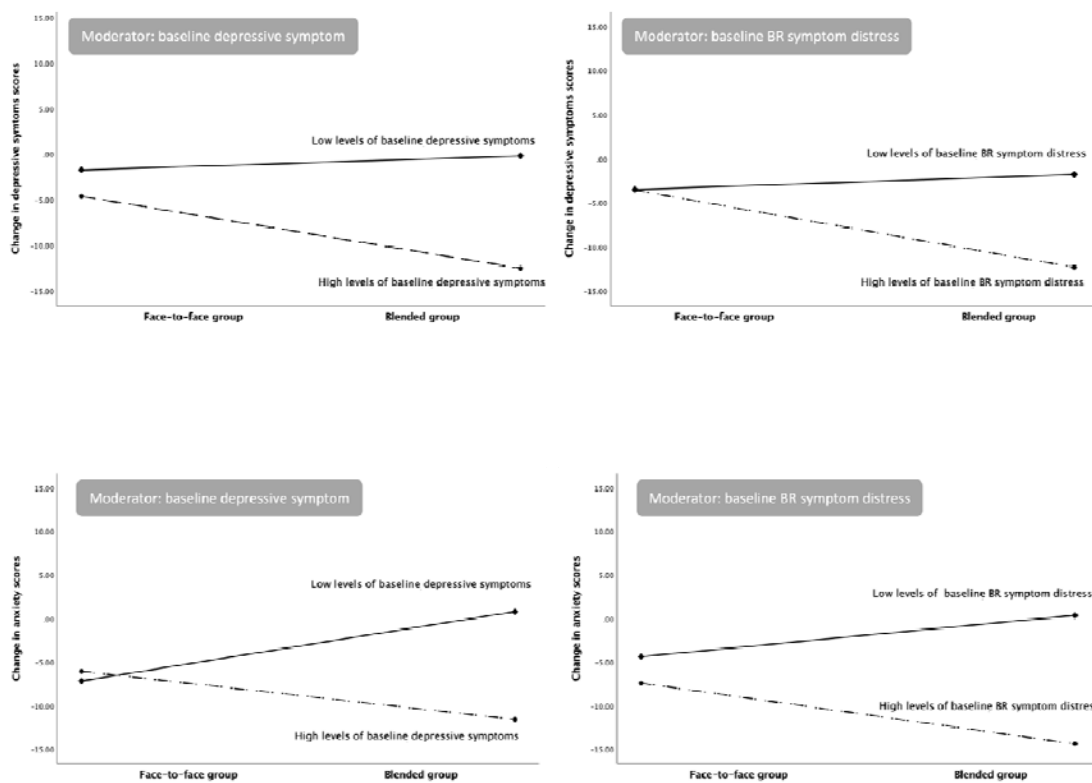 15.00
Moderator: baseline depressive symptom
10.00
5.00
.00
-5.00
-10.00
-15.00
Change in depressive symtoms scores
Low levels of baseline depressive symptoms
High levels of baseline depressive symptoms
Face-to-face group
Blended group
15.00
Moderator: baseline BR symptom distress
10.00
5.00
.00
-5.00
-10.00
-15.00
Change in depressive symptoms scores
Low levels of baseline BR symptom distress
High levels of baseline BR symptom distress
Face-to-face group
Blended group
15.00
Moderator: baseline depressive symptom
10.00
5.00
.00
-5.00
-10.00
-15.00
Change in anxiety scores
Low levels of baseline depressive symptoms
High levels of baseline depressive symptoms
Face-to-face group
Blended group
15.00
Moderator: baseline BR symptom distress
10.00
5.00
.00
-5.00
-10.00
-15.00
Change in anxiety scores
Low levels of baseline BR symptom distress
High levels of baseline BR symptom distress
Face-to-face group
Blended group